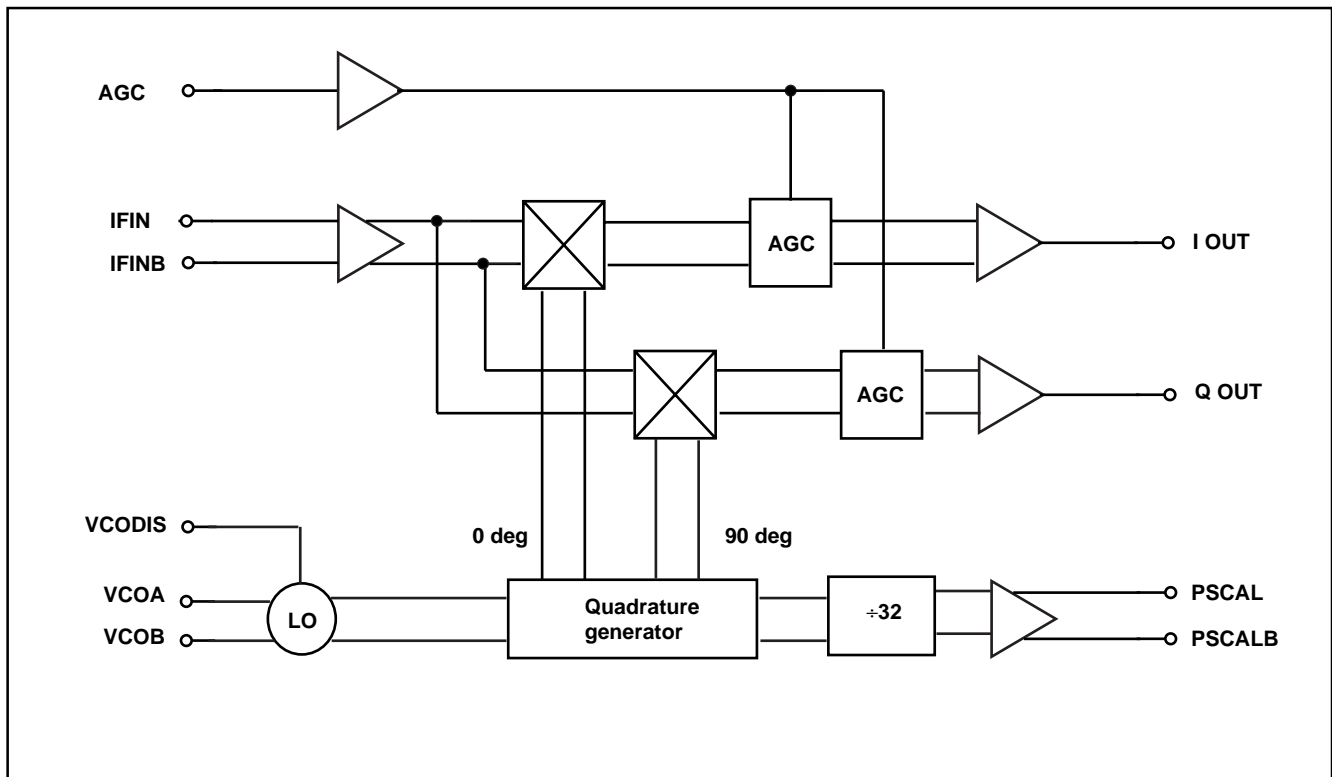 AGC
IFIN
IFINB
AGC
I OUT
AGC
Q OUT
VCODIS
0 deg
90 deg
VCOA
VCOB
LO
Quadrature
generator
÷32
PSCAL
PSCALB